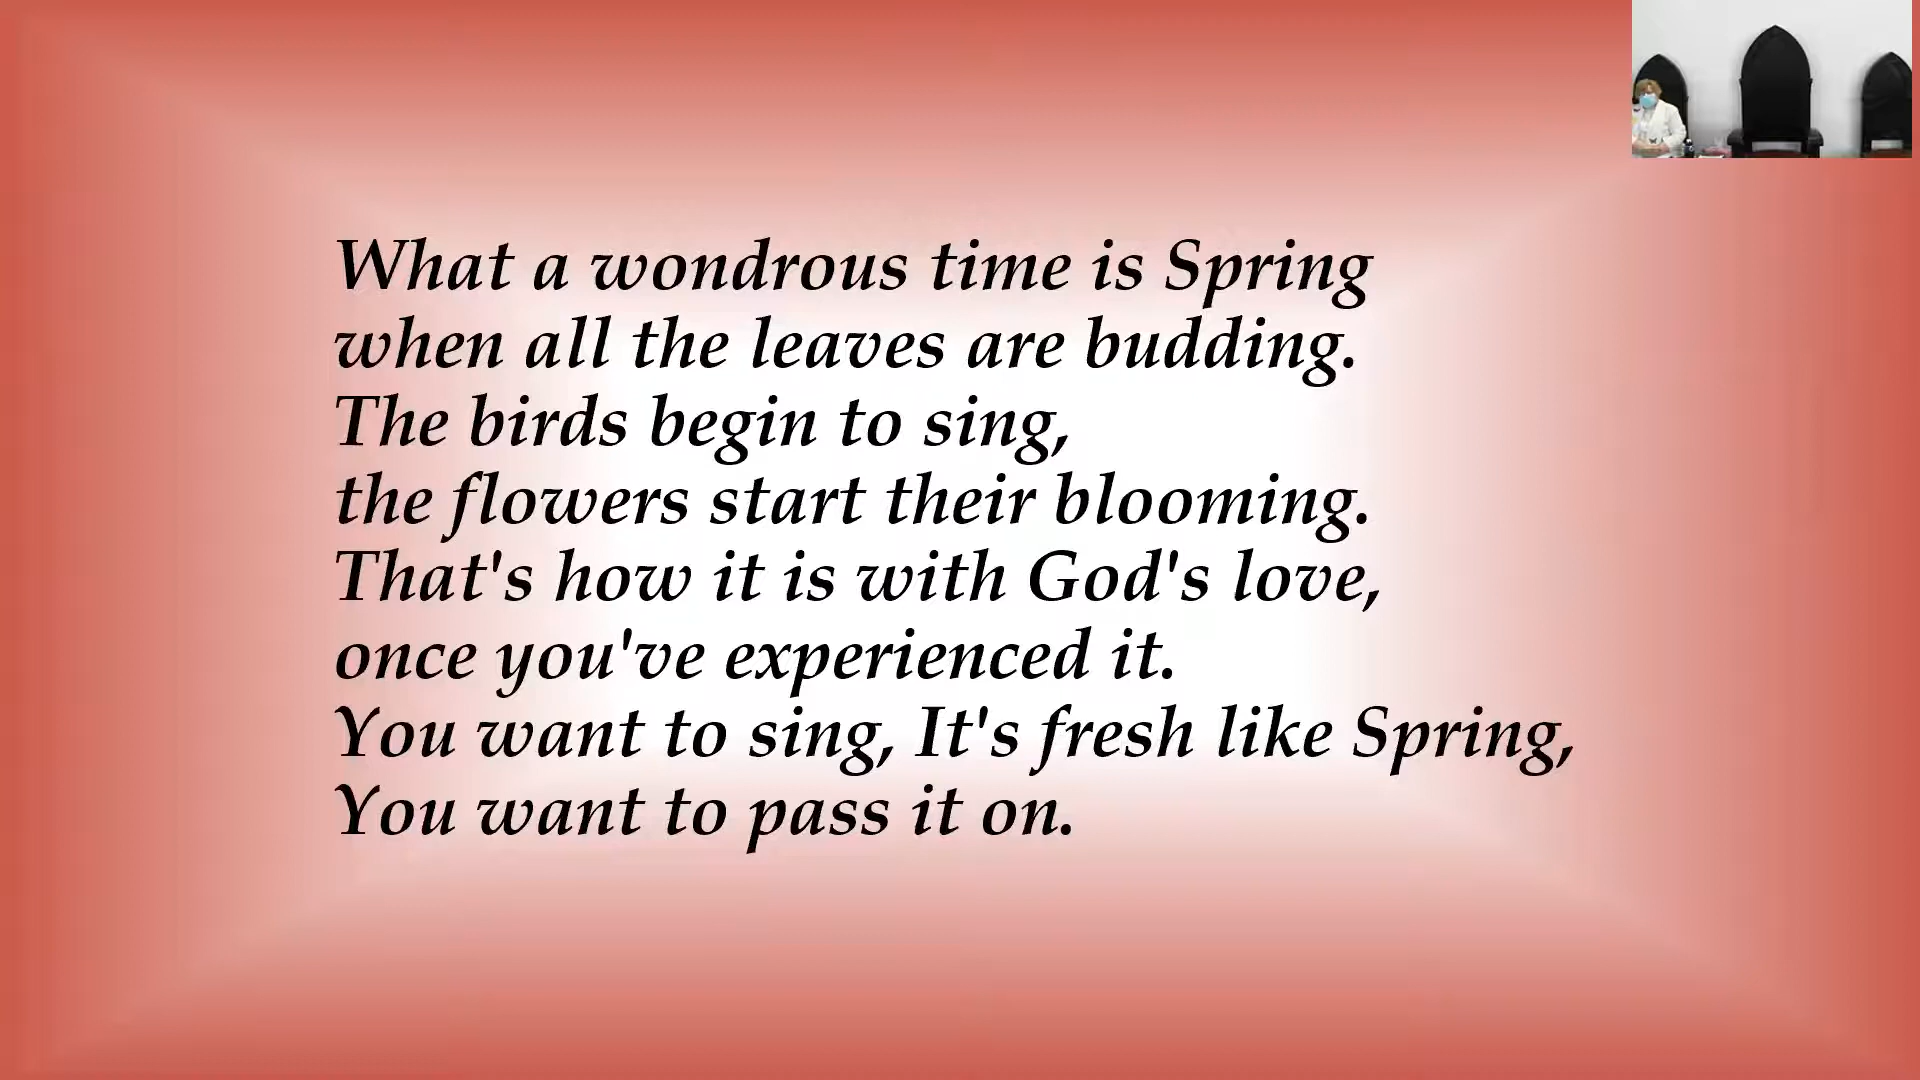 What a wondrous time is Spring
when all the leaves are budding.
The birds begin to sing,
the flowers start their blooming.
That's how it is with God's love,
once you've experienced it.
You want to sing, It's fresh like Spring,
You want to pass it on.